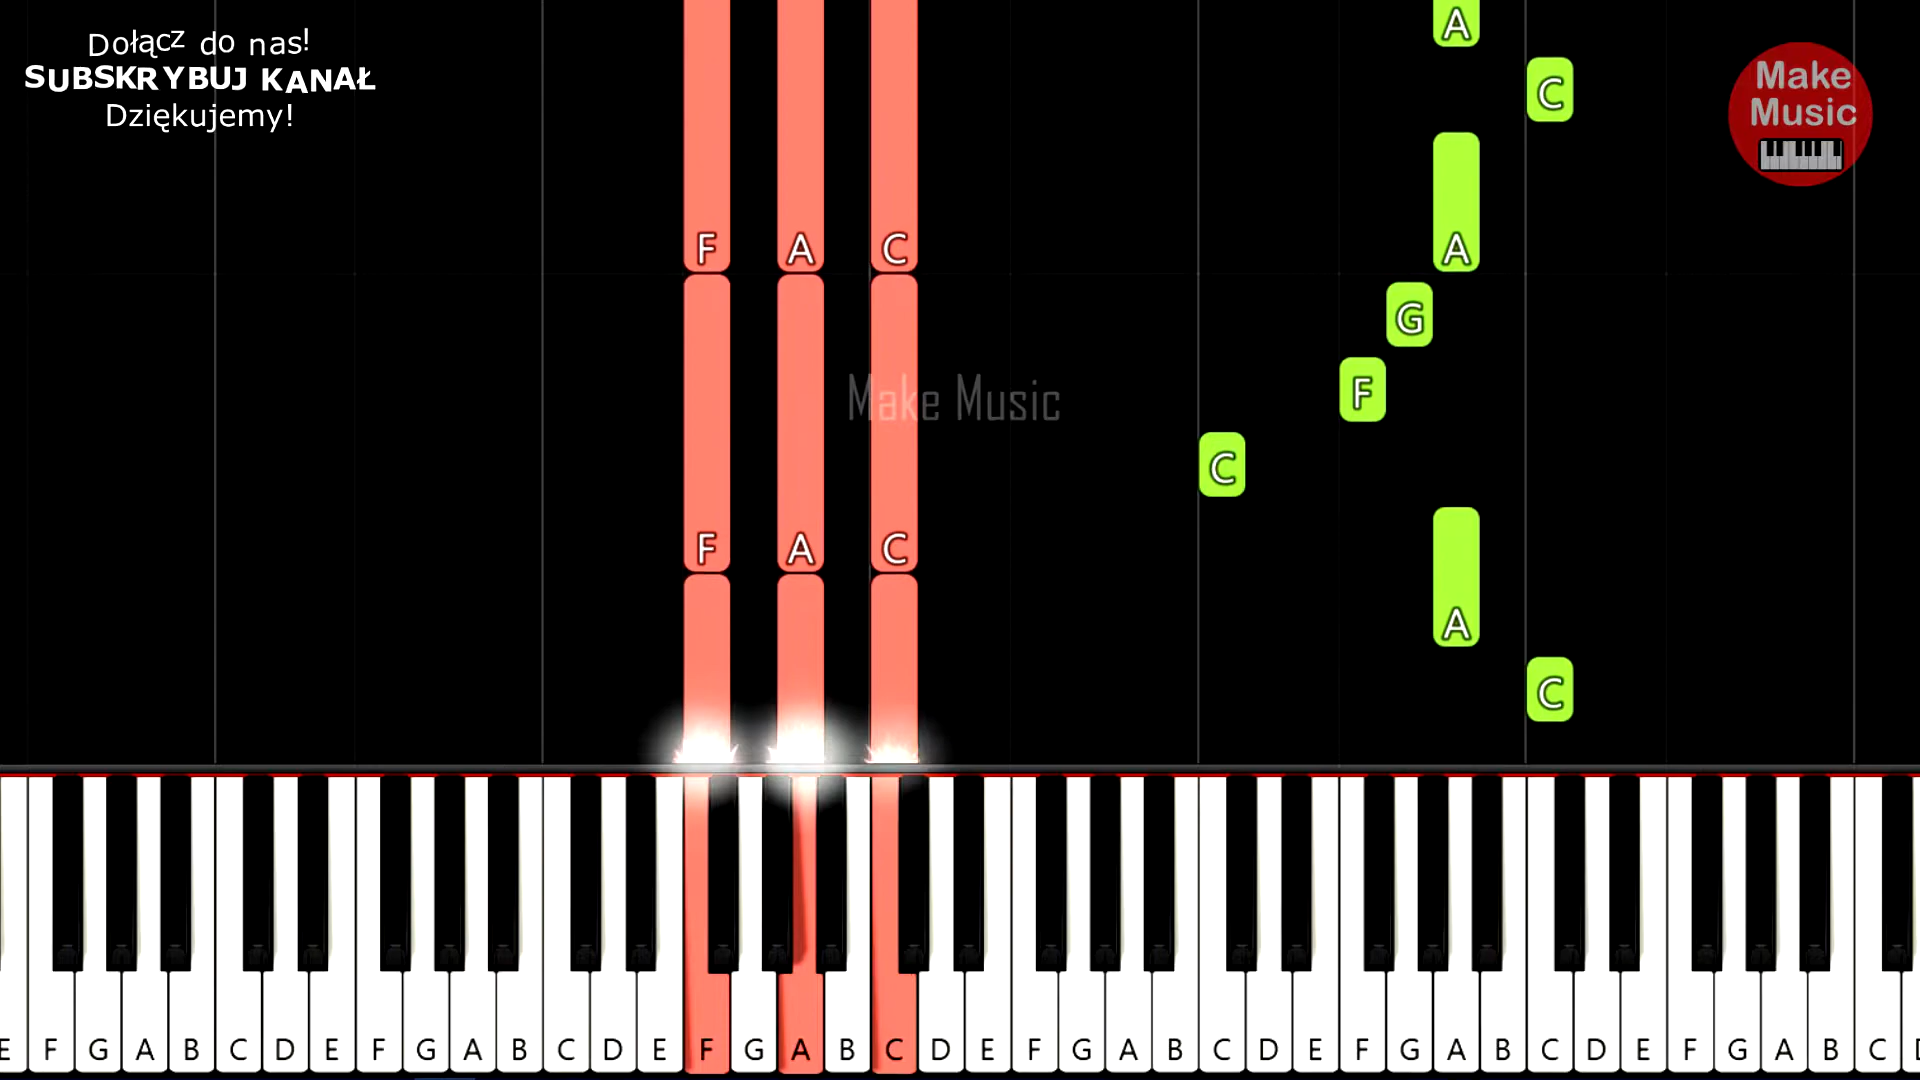 Dołącz do nas!
SUBSKRYBUJ KANAŁ
Dziękujemy!
Make
Music
A
C
F A C A
G
Make Music
F
C
F A C
A
C
E F G A B C D E F G A B C D E F G A B C D E F G A B C D E F G A B C D E F G A B C D